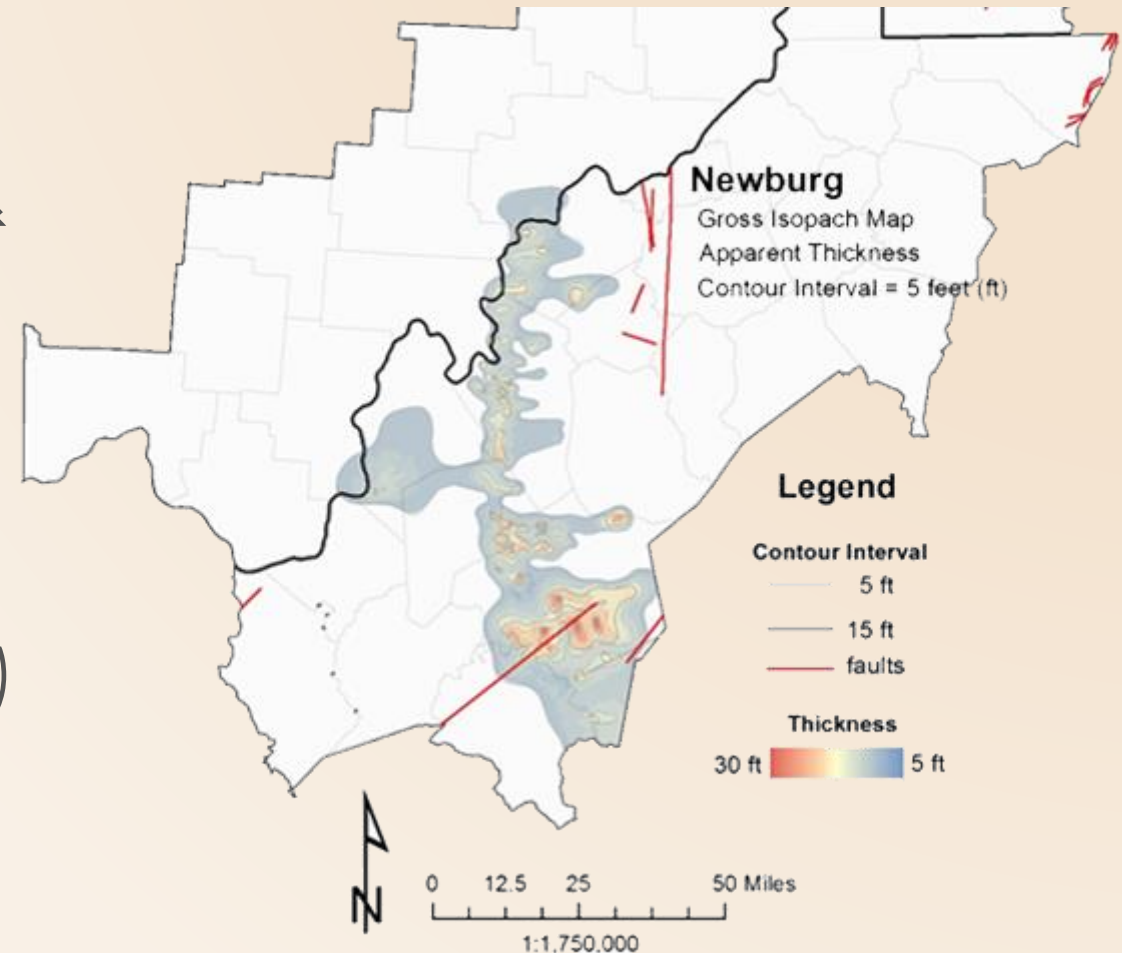 Newburg
Gross Isopach Map
Apparent Thickness
Contour Interval = 5 feet (ft)
Legend
Contour Interval
5 ft
15 ft
faults
Thickness
30 ft 5 ft
N
0 12.5 25 50 Miles
1:1,750,000
)